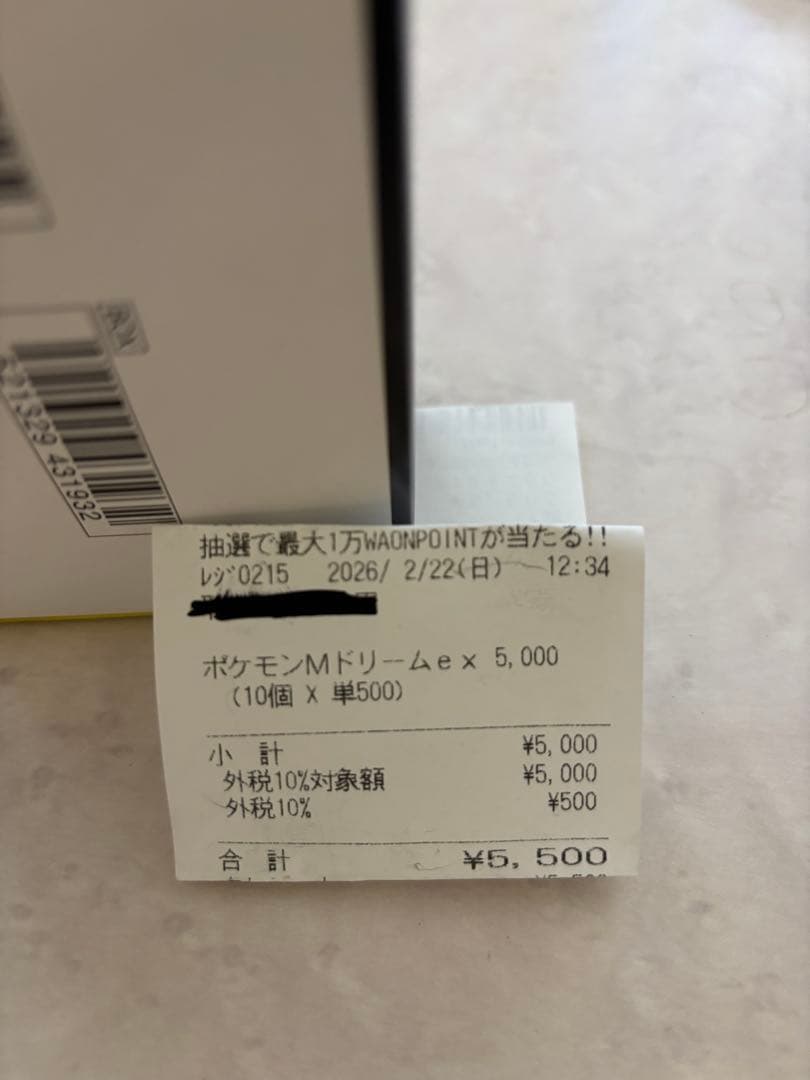 521329 431932
抽選で最大1万WAONPOINTが当たる!!
ﾚｼﾞ0215 2026/ 2/22(日) 12:34
ポケモンMドリームex 5,000
(10個 X 単500)
小 計 ¥5,000
外税10%対象額 ¥5,000
外税10% ¥500
合 計 ¥5,500